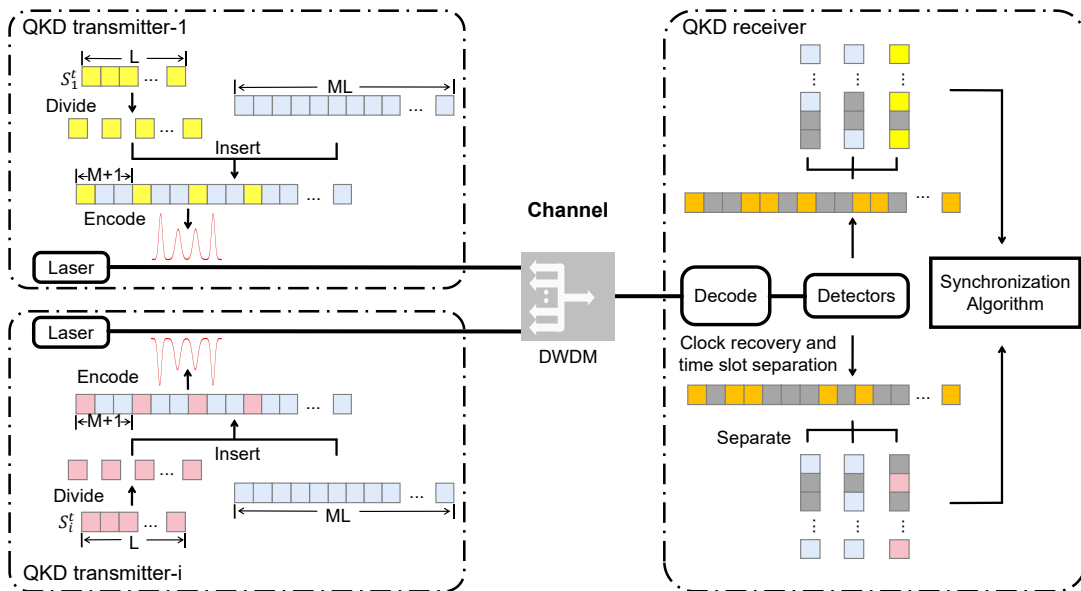 QKD transmitter-1
L
S₁ᵗ
...
Divide
...
ML
...
Insert
M+1
...
Encode
Laser
QKD transmitter-i
Laser
Encode
M+1
...
Insert
...
Divide
Sᵢᵗ
...
L
...
ML
Channel
DWDM
QKD receiver
...
Decode
Detectors
Synchronization
Algorithm
Clock recovery and
time slot separation
...
Separate